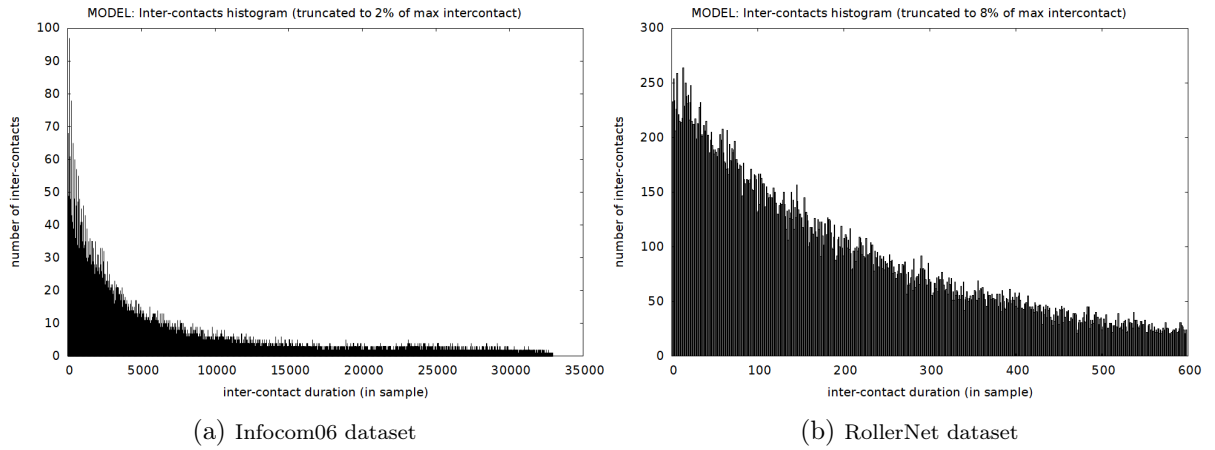 MODEL: Inter-contacts histogram (truncated to 2% of max intercontact)
100
90
80
70
60
50
40
30
20
10
0
number of inter-contacts
0 5000 10000 15000 20000 25000 30000 35000
inter-contact duration (in sample)
(a) Infocom06 dataset
MODEL: Inter-contacts histogram (truncated to 8% of max intercontact)
300
250
200
150
100
50
0
number of inter-contacts
0 100 200 300 400 500 600
inter-contact duration (in sample)
(b) RollerNet dataset